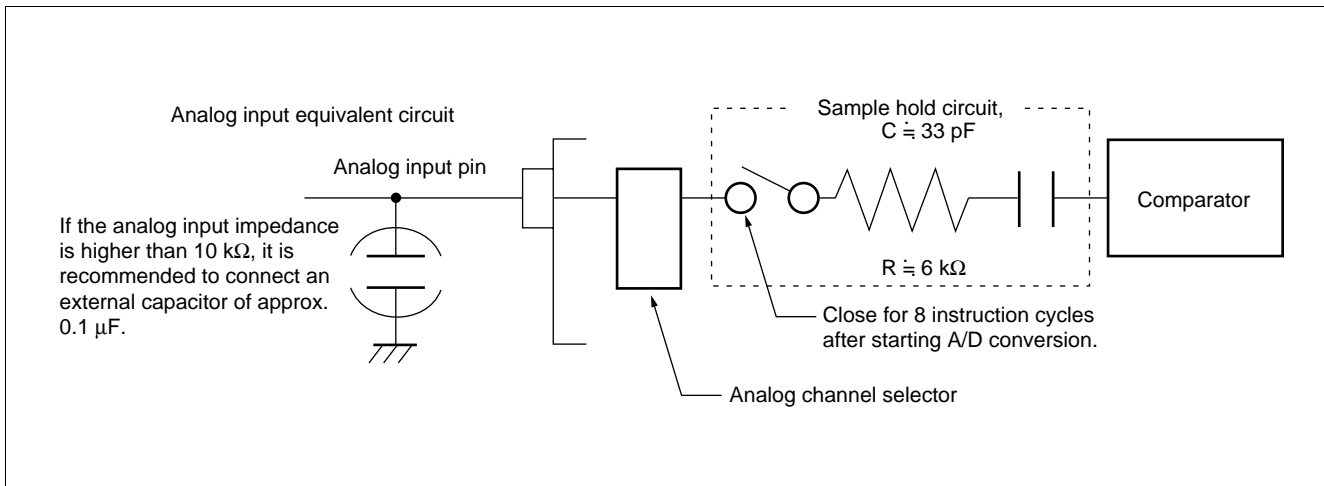 Analog input equivalent circuit
Analog input pin
If the analog input impedance
is higher than 10 kΩ, it is
recommended to connect an
external capacitor of approx.
0.1 µF.
Sample hold circuit,
C ≒ 33 pF
R ≒ 6 kΩ
Comparator
Close for 8 instruction cycles
after starting A/D conversion.
Analog channel selector